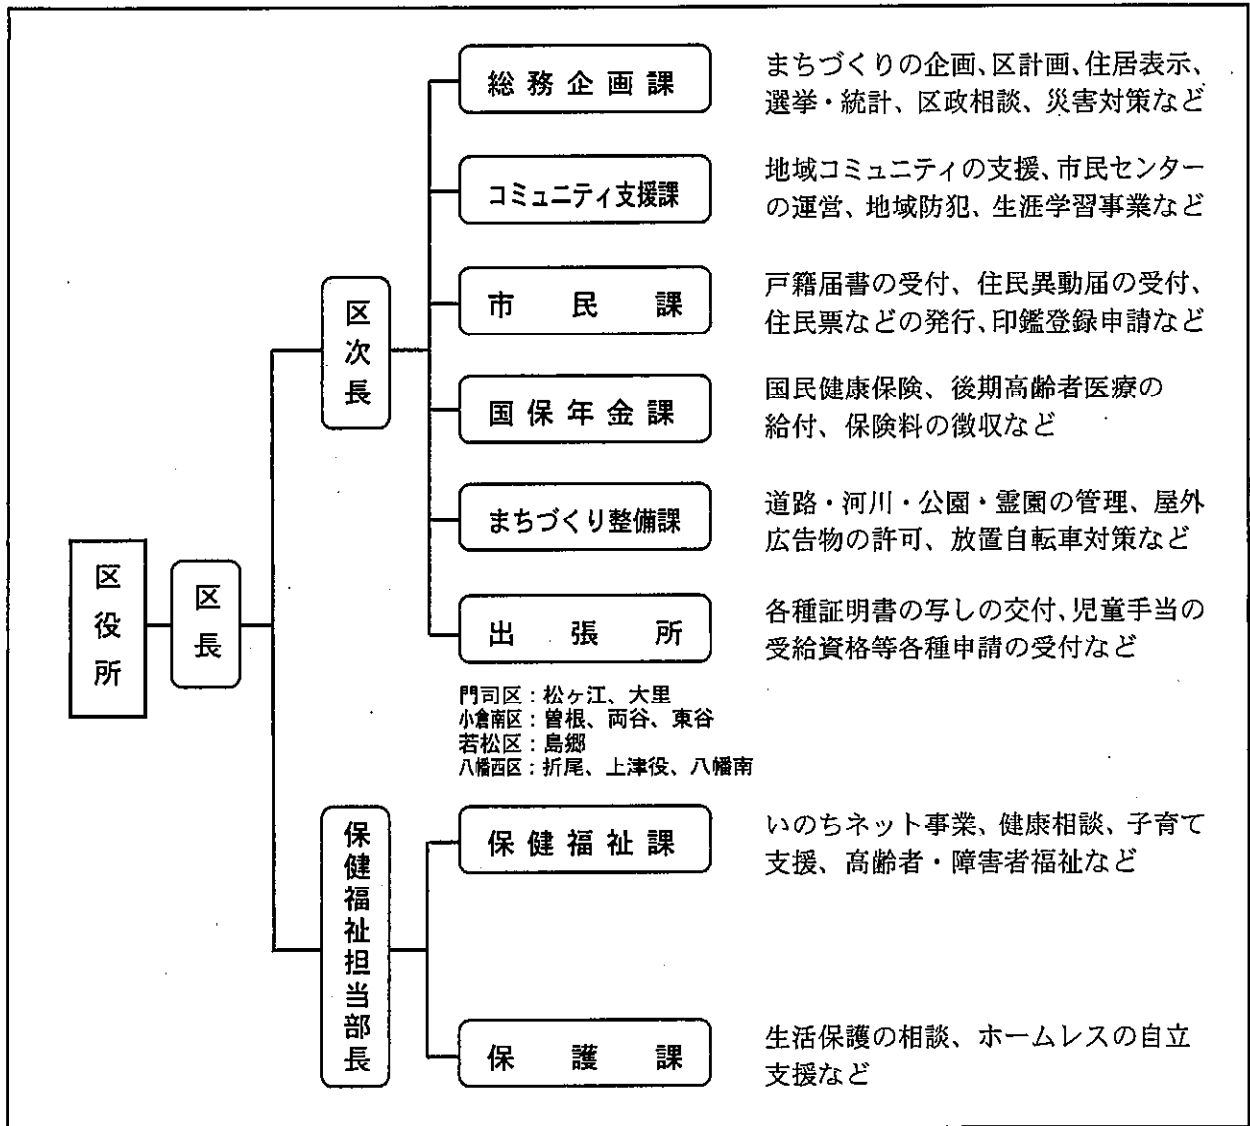 区役所
区長
区次長
総務企画課
まちづくりの企画、区計画、住居表示、
選挙・統計、区政相談、災害対策など
コミュニティ支援課
地域コミュニティの支援、市民センター
の運営、地域防犯、生涯学習事業など
市民課
戸籍届書の受付、住民異動届の受付、
住民票などの発行、印鑑登録申請など
国保年金課
国民健康保険、後期高齢者医療の
給付、保険料の徴収など
まちづくり整備課
道路・河川・公園・霊園の管理、屋外
広告物の許可、放置自転車対策など
出張所
各種証明書の写しの交付、児童手当の
受給資格等各種申請の受付など
門司区：松ヶ江、大里
小倉南区：曽根、両谷、東谷
若松区：島郷
八幡西区：折尾、上津役、八幡南
保健福祉担当部長
保健福祉課
いのちネット事業、健康相談、子育て
支援、高齢者・障害者福祉など
保護課
生活保護の相談、ホームレスの自立
支援など